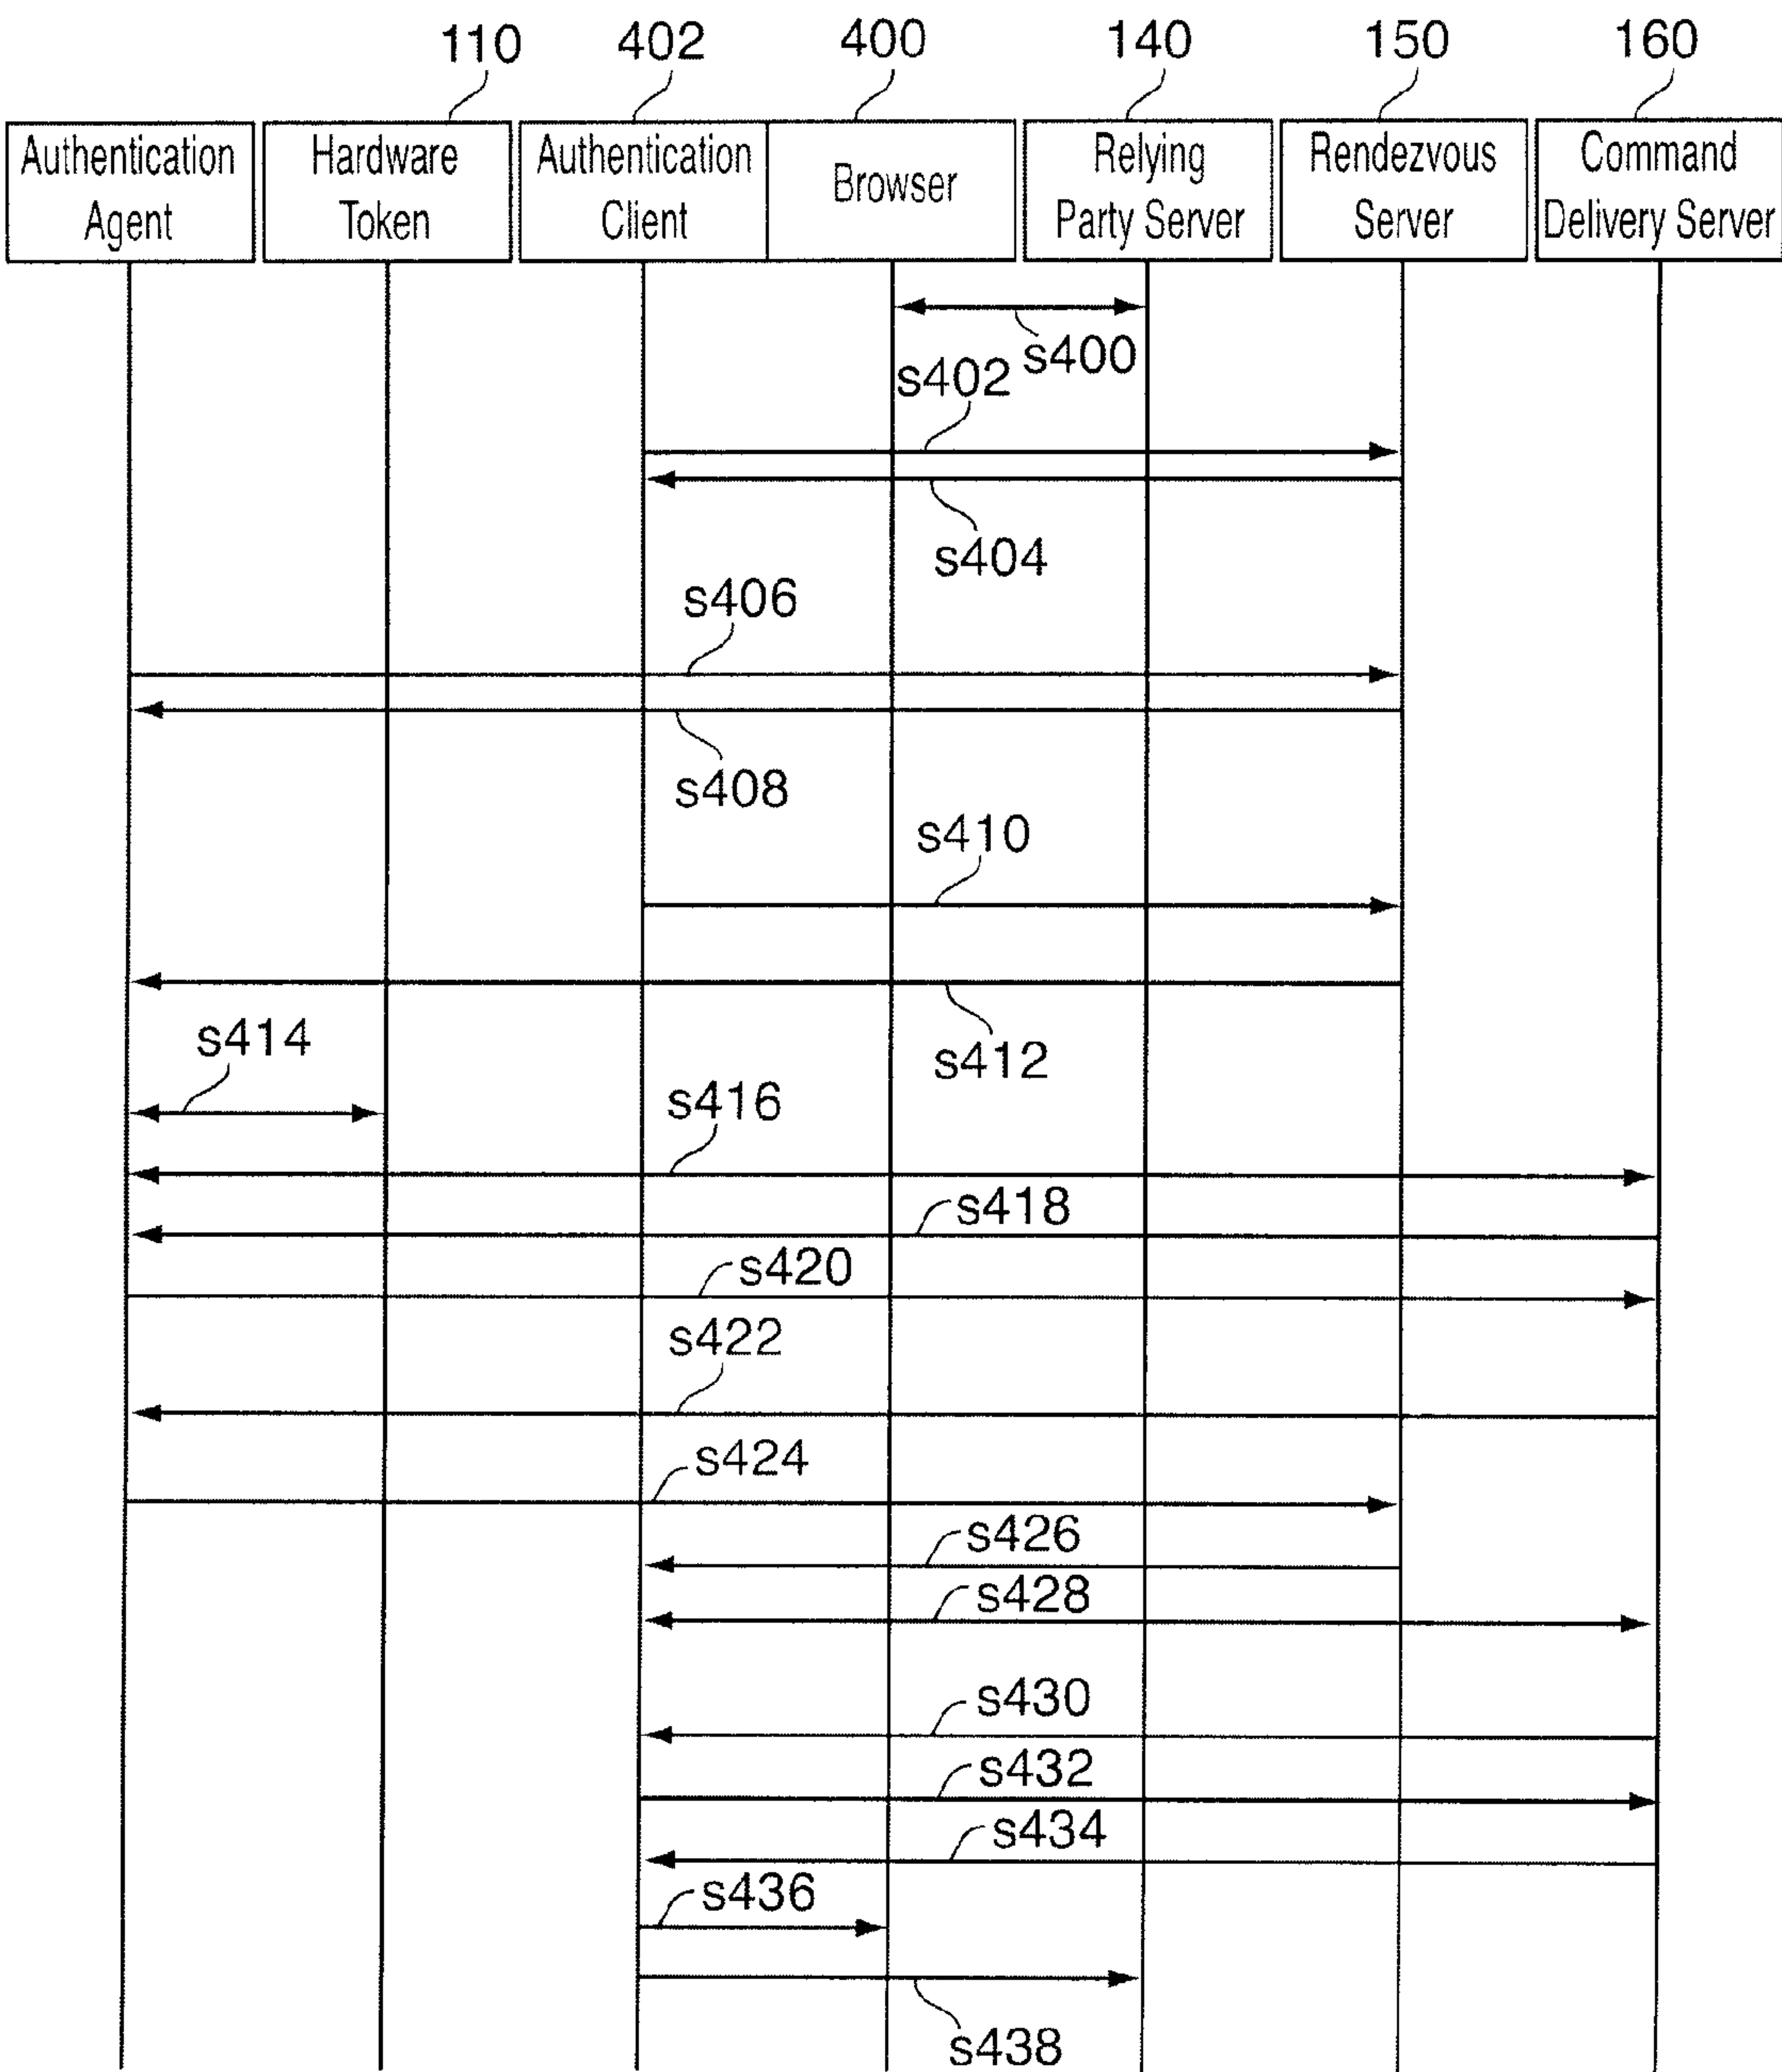 110
402
400
140
150
160
Authentication
Agent
Hardware
Token
Authentication
Client
Browser
Relying
Party Server
Rendezvous
Server
Command
Delivery Server
s400
s402
s404
s406
s408
s410
s412
s414
s416
s418
s420
s422
s424
s426
s428
s430
s432
s434
s436
s438